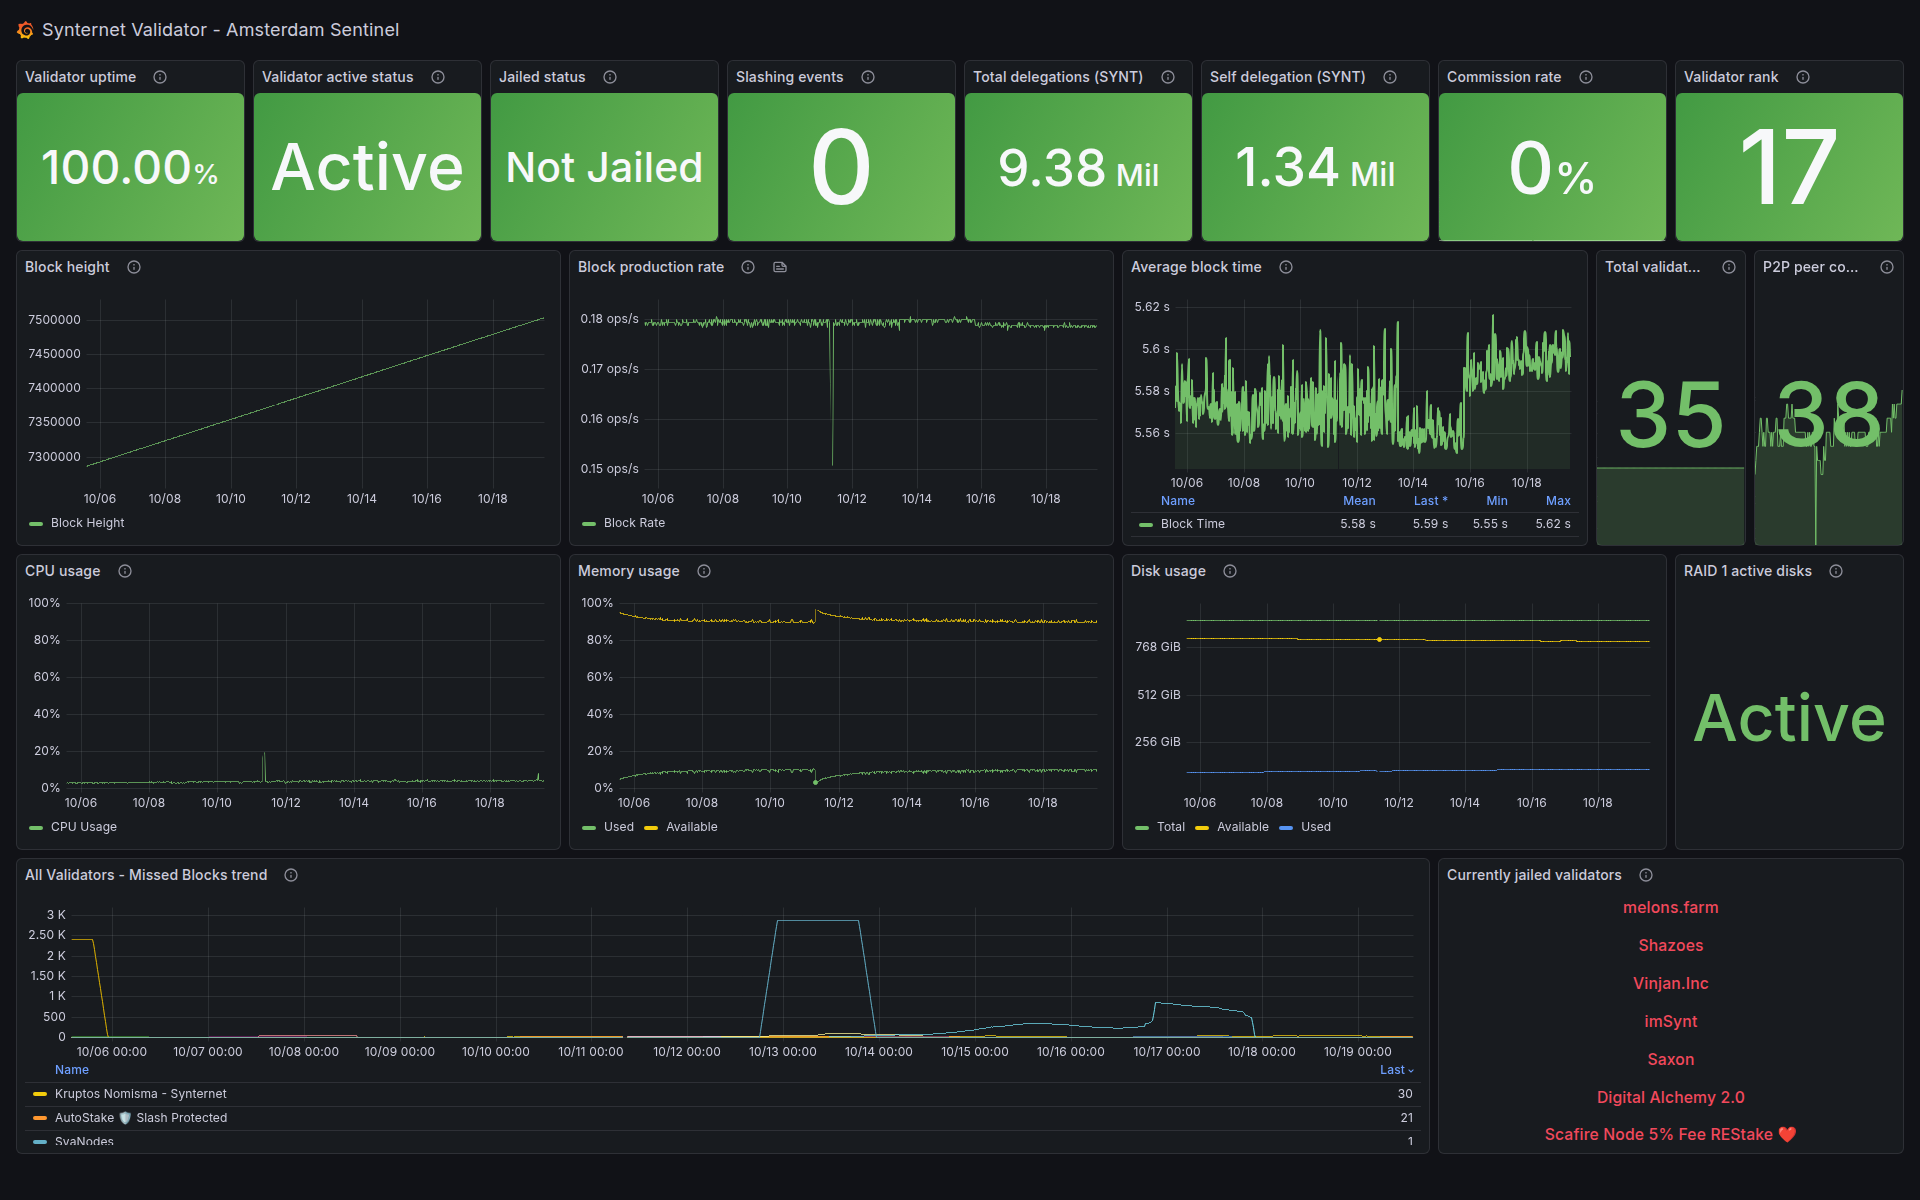 Synternet Validator - Amsterdam Sentinel
Validator uptime
Validator active status
Jailed status
Slashing events
Total delegations (SYNT)
Self delegation (SYNT)
Commission rate
Validator rank
100.00%
Active
Not Jailed
0
9.38 Mil
1.34 Mil
0%
17
Block height
7500000
7450000
7400000
7350000
7300000
10/06 10/08 10/10 10/12 10/14 10/16 10/18
Block Height
Block production rate
0.18 ops/s
0.17 ops/s
0.16 ops/s
0.15 ops/s
10/06 10/08 10/10 10/12 10/14 10/16 10/18
Block Rate
Average block time
5.62 s
5.6 s
5.58 s
5.56 s
10/06 10/08 10/10 10/12 10/14 10/16 10/18
Name Mean Last * Min Max
Block Time 5.58 s 5.59 s 5.55 s 5.62 s
Total validat...
35
P2P peer co...
38
CPU usage
100%
80%
60%
40%
20%
0%
10/06 10/08 10/10 10/12 10/14 10/16 10/18
CPU Usage
Memory usage
100%
80%
60%
40%
20%
0%
10/06 10/08 10/10 10/12 10/14 10/16 10/18
Used Available
Disk usage
768 GiB
512 GiB
256 GiB
10/06 10/08 10/10 10/12 10/14 10/16 10/18
Total Available Used
RAID 1 active disks
Active
All Validators - Missed Blocks trend
3 K
2.50 K
2 K
1.50 K
1 K
500
0
10/06 00:00 10/07 00:00 10/08 00:00 10/09 00:00 10/10 00:00 10/11 00:00 10/12 00:00 10/13 00:00 10/14 00:00 10/15 00:00 10/16 00:00 10/17 00:00 10/18 00:00 10/19 00:00
Name Last
Kruptos Nomisma - Synternet 30
AutoStake 🛡️ Slash Protected 21
SvaNodes 1
Currently jailed validators
melons.farm
Shazoes
Vinjan.Inc
imSynt
Saxon
Digital Alchemy 2.0
Scafire Node 5% Fee REStake ❤️